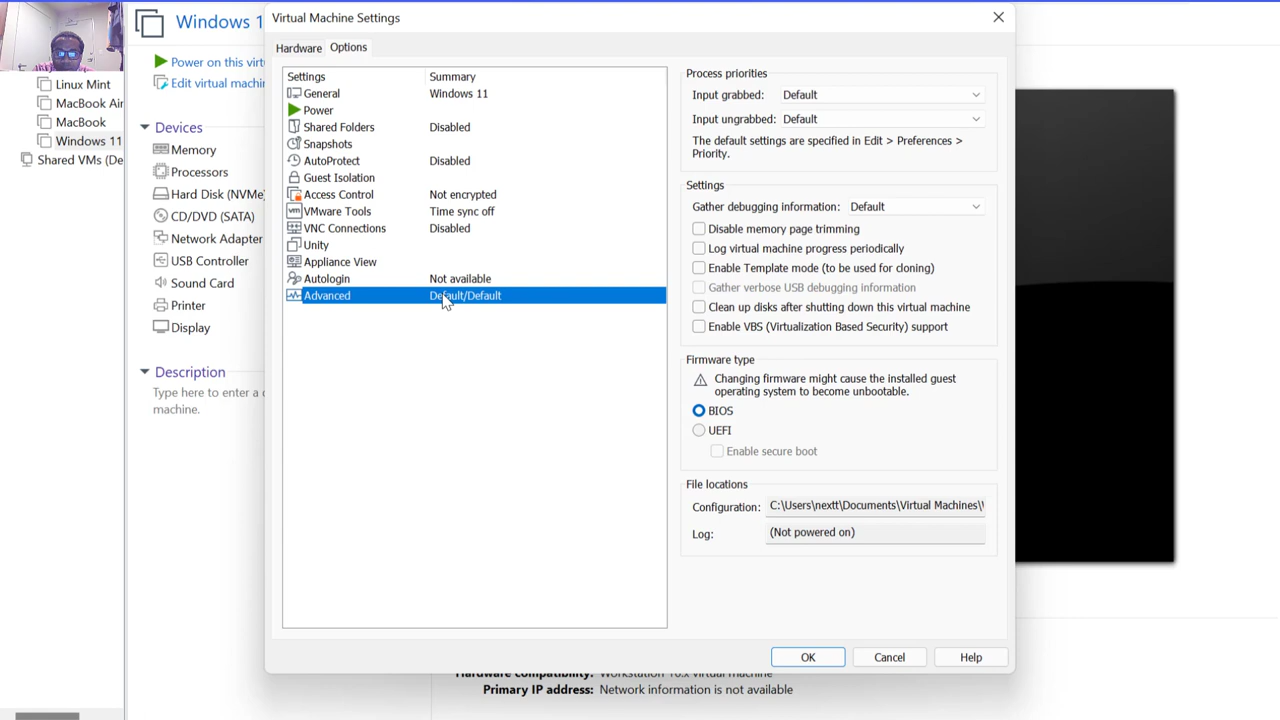 Windows 1
Power on this virt
Edit virtual machin
Linux Mint
MacBook Air
MacBook
Windows 11
Shared VMs (De
Devices
Memory
Processors
Hard Disk (NVMe)
CD/DVD (SATA)
Network Adapter
USB Controller
Sound Card
Printer
Display
Description
Type here to enter a d
machine.
Virtual Machine Settings
Hardware Options
Settings Summary
General Windows 11
Power
Shared Folders Disabled
Snapshots
AutoProtect Disabled
Guest Isolation
Access Control Not encrypted
vm VMware Tools Time sync off
VNC Connections Disabled
Unity
Appliance View
Autologin Not available
Advanced Default/Default
Process priorities
Input grabbed: Default
Input ungrabbed: Default
The default settings are specified in Edit > Preferences >
Priority.
Settings
Gather debugging information: Default
Disable memory page trimming
Log virtual machine progress periodically
Enable Template mode (to be used for cloning)
Gather verbose USB debugging information
Clean up disks after shutting down this virtual machine
Enable VBS (Virtualization Based Security) support
Firmware type
Changing firmware might cause the installed guest
operating system to become unbootable.
BIOS
UEFI
Enable secure boot
File locations
Configuration: C:\Users\nextt\Documents\Virtual Machines\
Log: (Not powered on)
OK Cancel Help
Hardware compatibility: Workstation 16.x virtual machine
Primary IP address: Network information is not available